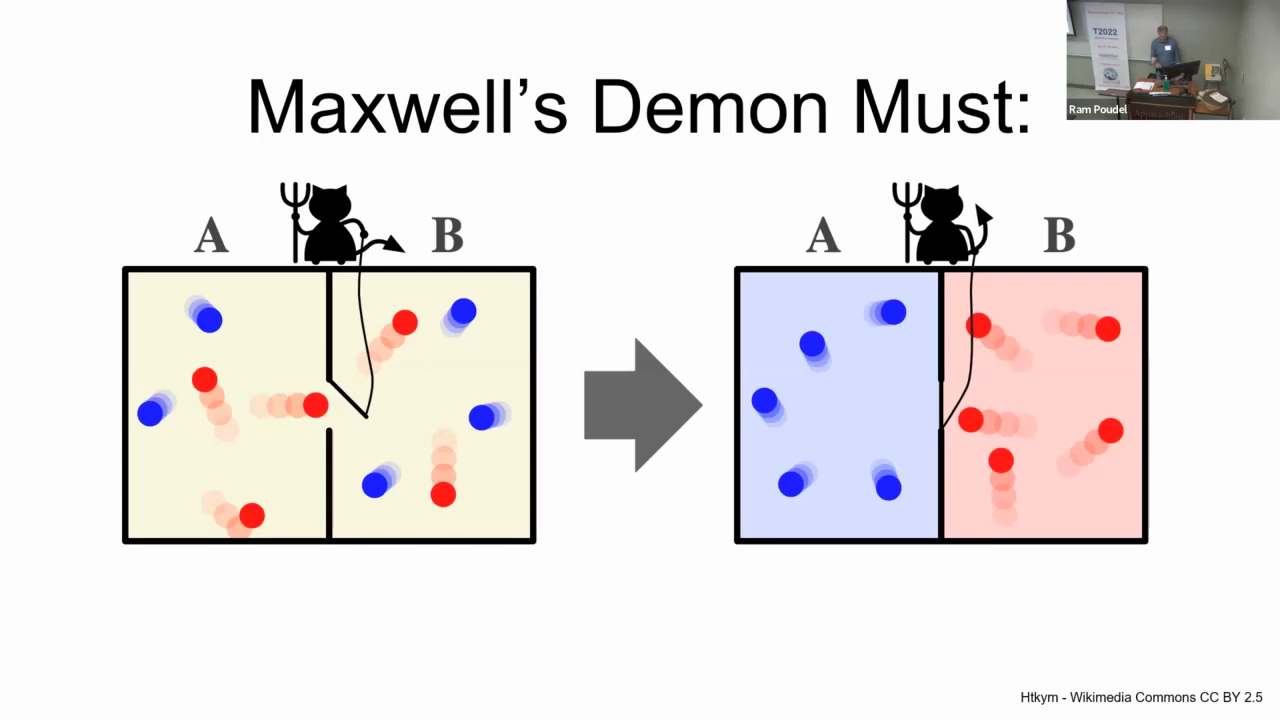 Maxwell's Demon Must:
T2022
Ram Poudel
A
B
A
B
Htkym - Wikimedia Commons CC BY 2.5